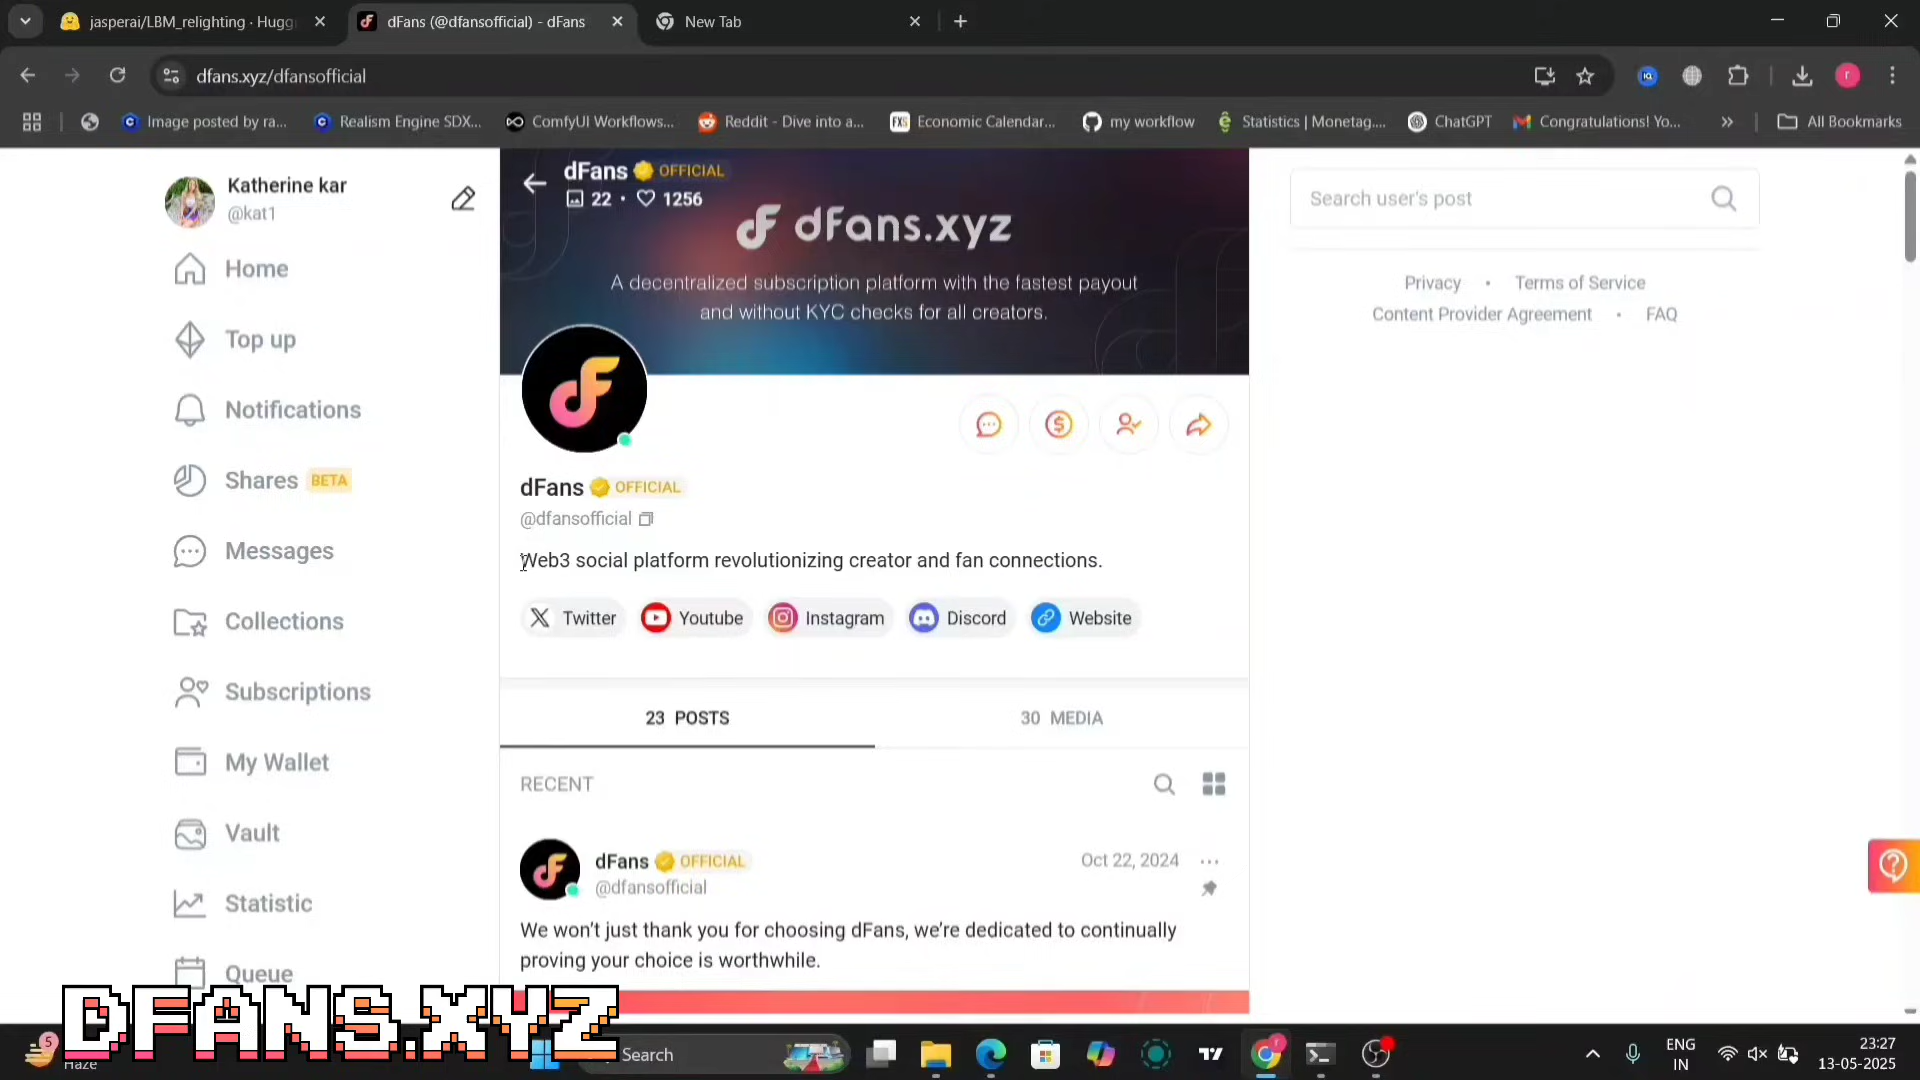 jasperai/LBM_relighting · Hugg
dFans (@dfansofficial) - dFans
New Tab
dfans.xyz/dfansofficial
Image posted by ra...
Realism Engine SDX...
ComfyUI Workflows...
Reddit - Dive into a...
Economic Calendar...
my workflow
Statistics | Monetag....
ChatGPT
Congratulations! Yo...
All Bookmarks
Katherine kar
@kat1
Home
Top up
Notifications
Shares BETA
Messages
Collections
Subscriptions
My Wallet
Vault
Statistic
Queue
dFans OFFICIAL
22 · 1256
dFans.xyz
A decentralized subscription platform with the fastest payout
and without KYC checks for all creators.
dFans OFFICIAL
@dfansofficial
Web3 social platform revolutionizing creator and fan connections.
Twitter Youtube Instagram Discord Website
23 POSTS
30 MEDIA
RECENT
dFans OFFICIAL
Oct 22, 2024 ...
@dfansofficial
We won't just thank you for choosing dFans, we're dedicated to continually
proving your choice is worthwhile.
Search user's post
Privacy • Terms of Service
Content Provider Agreement • FAQ
DFANS.XYZ
5
Haze
Search
ENG
IN
23:27
13-05-2025